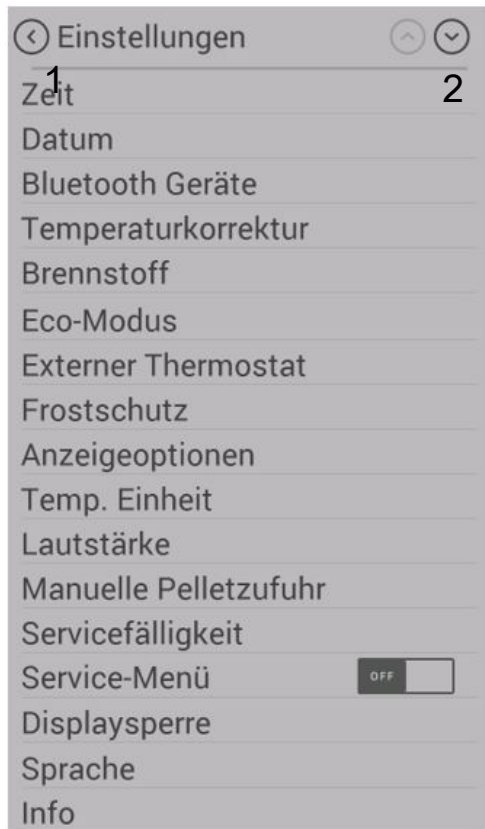 Einstellungen
1
2
Zeit
Datum
Bluetooth Geräte
Temperaturkorrektur
Brennstoff
Eco-Modus
Externer Thermostat
Frostschutz
Anzeigeoptionen
Temp. Einheit
Lautstärke
Manuelle Pelletzufuhr
Servicefälligkeit
Service-Menü OFF
Displaysperre
Sprache
Info